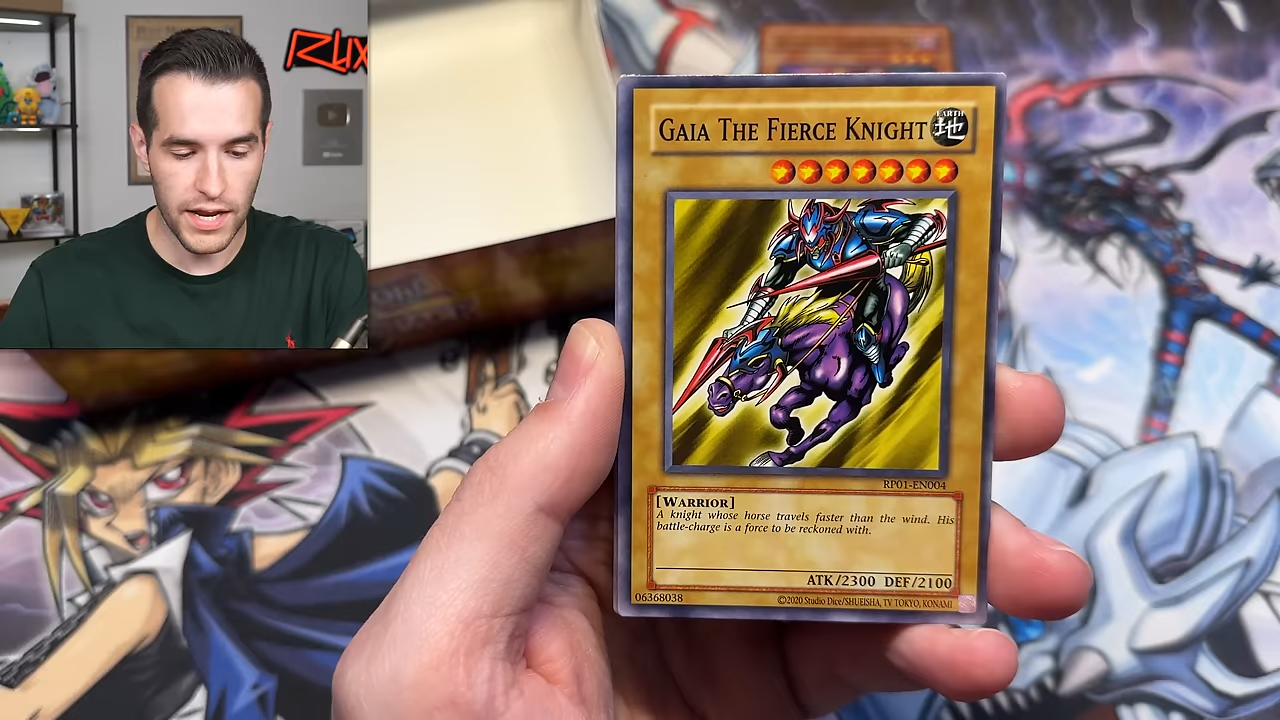 RUX
GAIA THE FIERCE KNIGHT
EARTH
地
RP01-EN004
[WARRIOR]
A knight whose horse travels faster than the wind. His
battle-charge is a force to be reckoned with.
ATK/2300 DEF/2100
06368038
©2020 Studio Dice/SHUEISHA, TV TOKYO, KONAMI